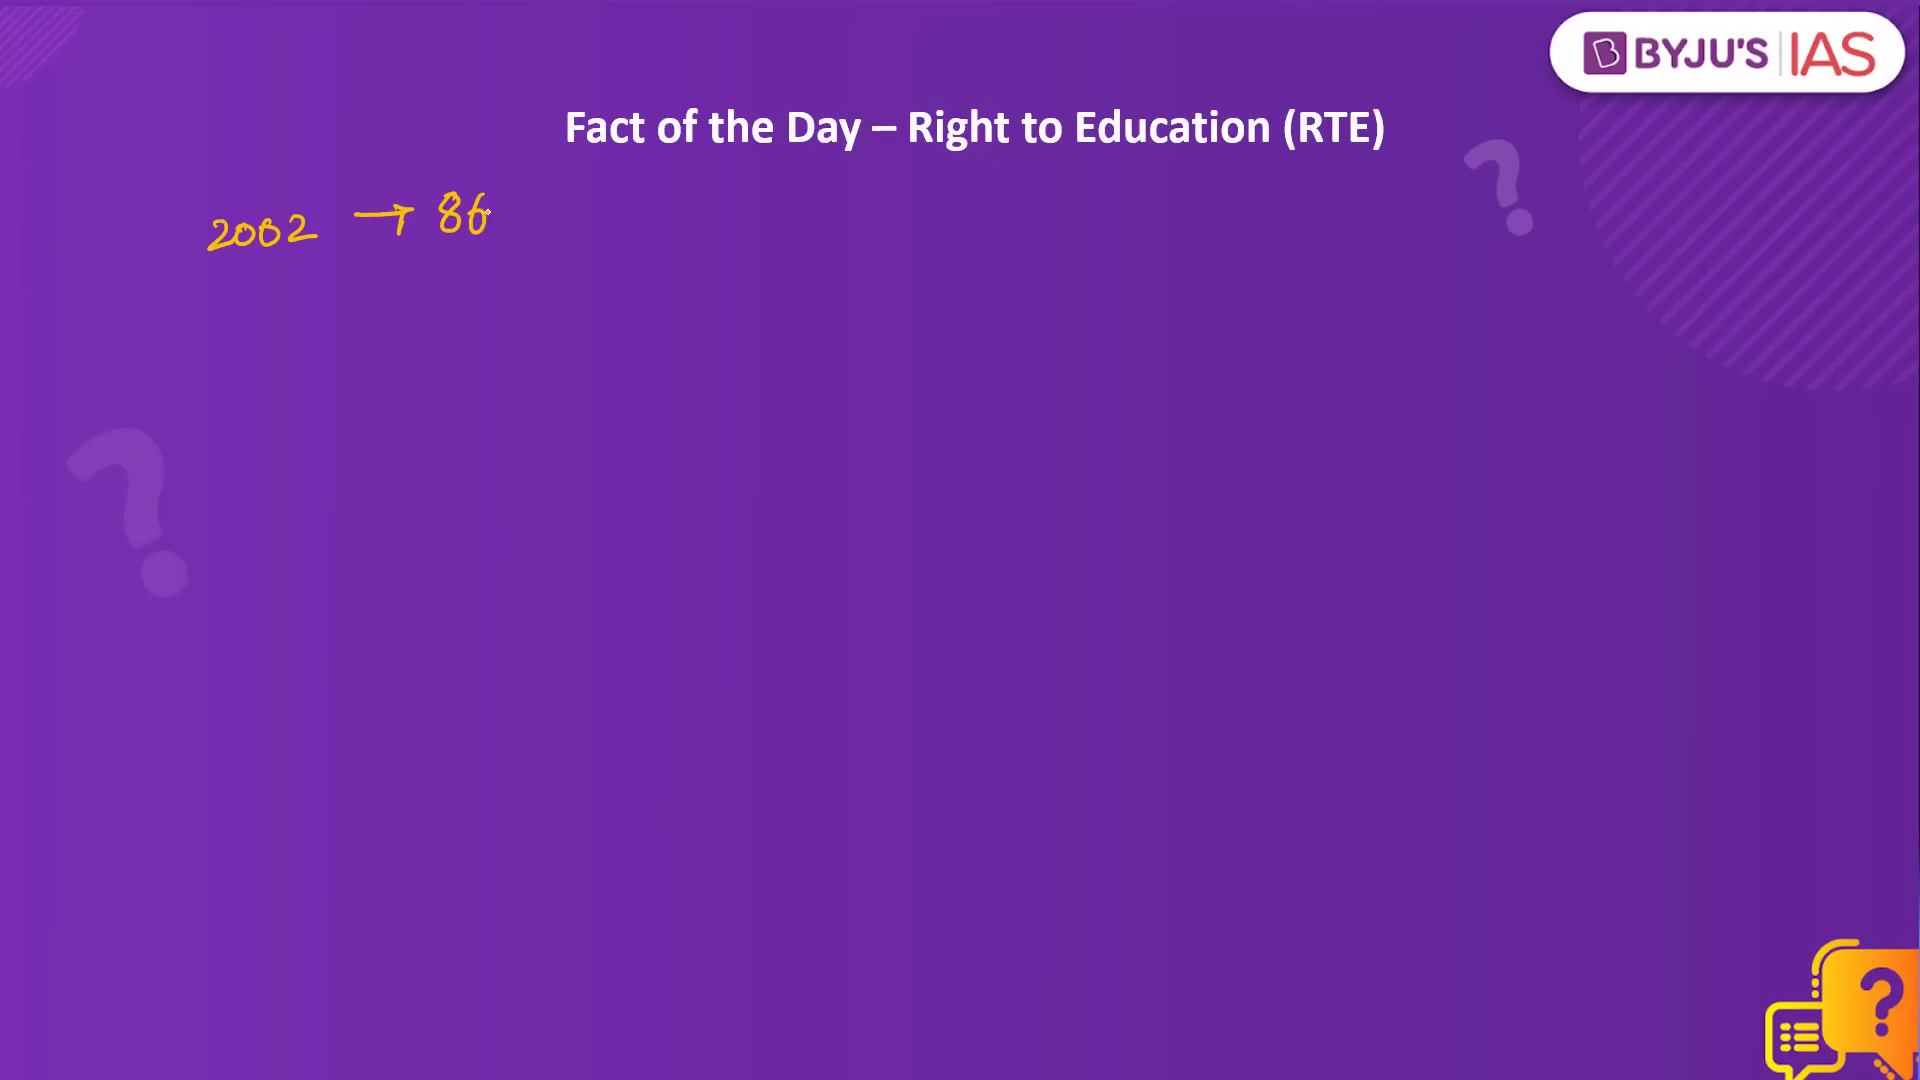 BYJU'S IAS
Fact of the Day – Right to Education (RTE)
2002 → 86